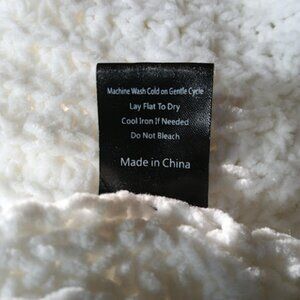 Machine Wash Cold on Gentle Cycle
Lay Flat To Dry
Cool Iron If Needed
Do Not Bleach
Made in China